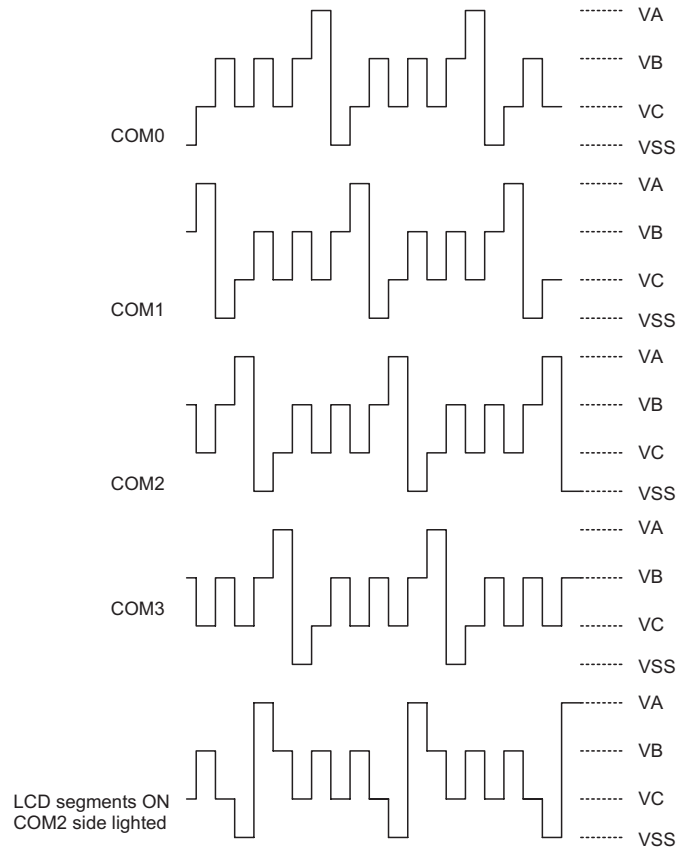 VA
VB
VC
COM0
VSS
VA
VB
VC
COM1
VSS
VA
VB
VC
COM2
VSS
VA
VB
COM3
VC
VSS
VA
VB
VC
LCD segments ON
COM2 side lighted
VSS